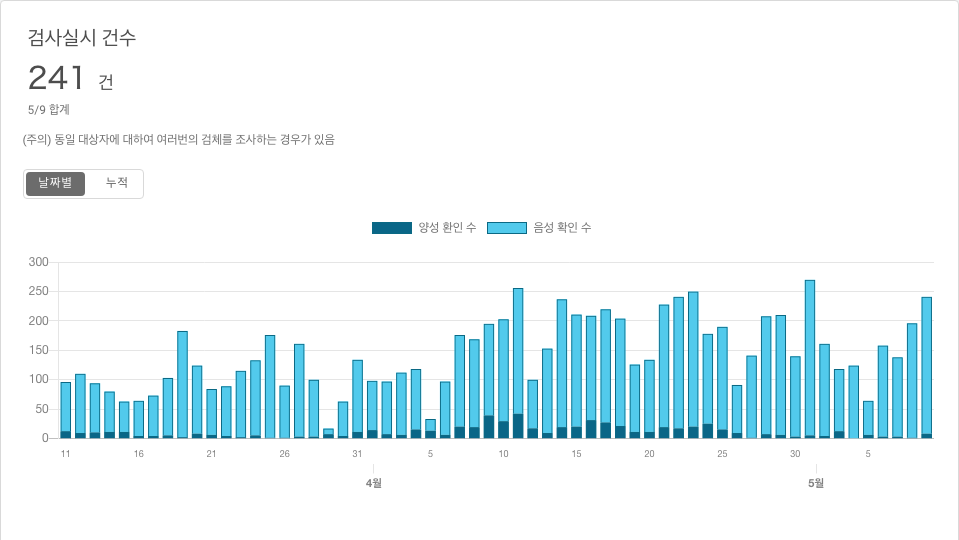 검사실시 건수
241 건
5/9 합계
(주의) 동일 대상자에 대하여 여러번의 검체를 조사하는 경우가 있음
날짜별 누적
양성 환인 수 음성 확인 수
300
250
200
150
100
50
0
11 16 21 26 31 5 10 15 20 25 30 5
4월 5월